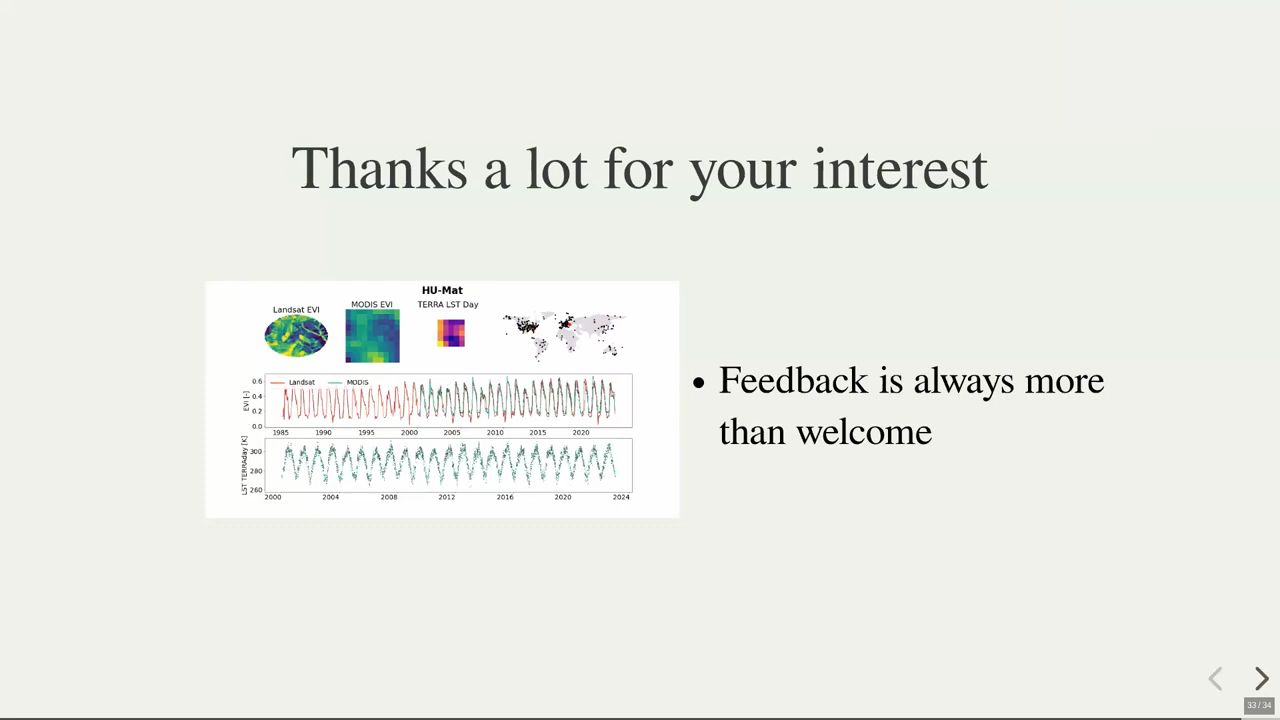 Thanks a lot for your interest
HU-Mat
Landsat EVI
MODIS EVI
TERRA LST Day
Landsat
MODIS
EVI [-]
0.6
0.4
0.2
0.0
1985 1990 1995 2000 2005 2010 2015 2020
LST TERRAday [K]
300
280
260
2000 2004 2008 2012 2016 2020 2024
• Feedback is always more
than welcome
33 / 34